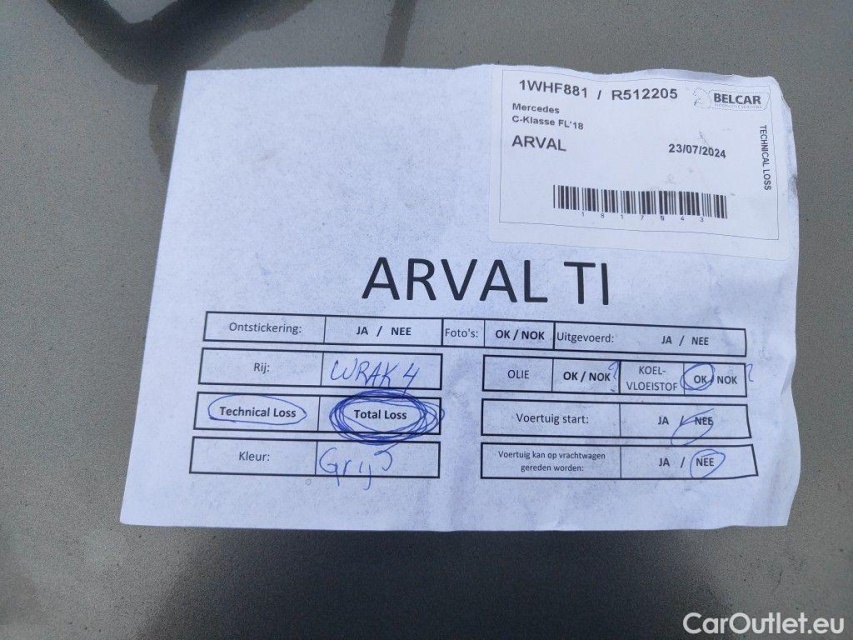 1WHF881 / R512205
BELCAR
Mercedes
C-Klasse FL'18
ARVAL
23/07/2024
TECHNICAL LOSS
ARVAL TI
Ontstickering: JA / NEE Foto's: OK / NOK Uitgevoerd: JA / NEE
Rij: WRAK 4
OLIE OK / NOK ? KOEL-VLOEISTOF OK / NOK ?
Technical Loss Total Loss
Voertuig start: JA / NEE
Kleur: Grijs
Voertuig kan op vrachtwagen
gereden worden: JA / NEE
CarOutlet.eu